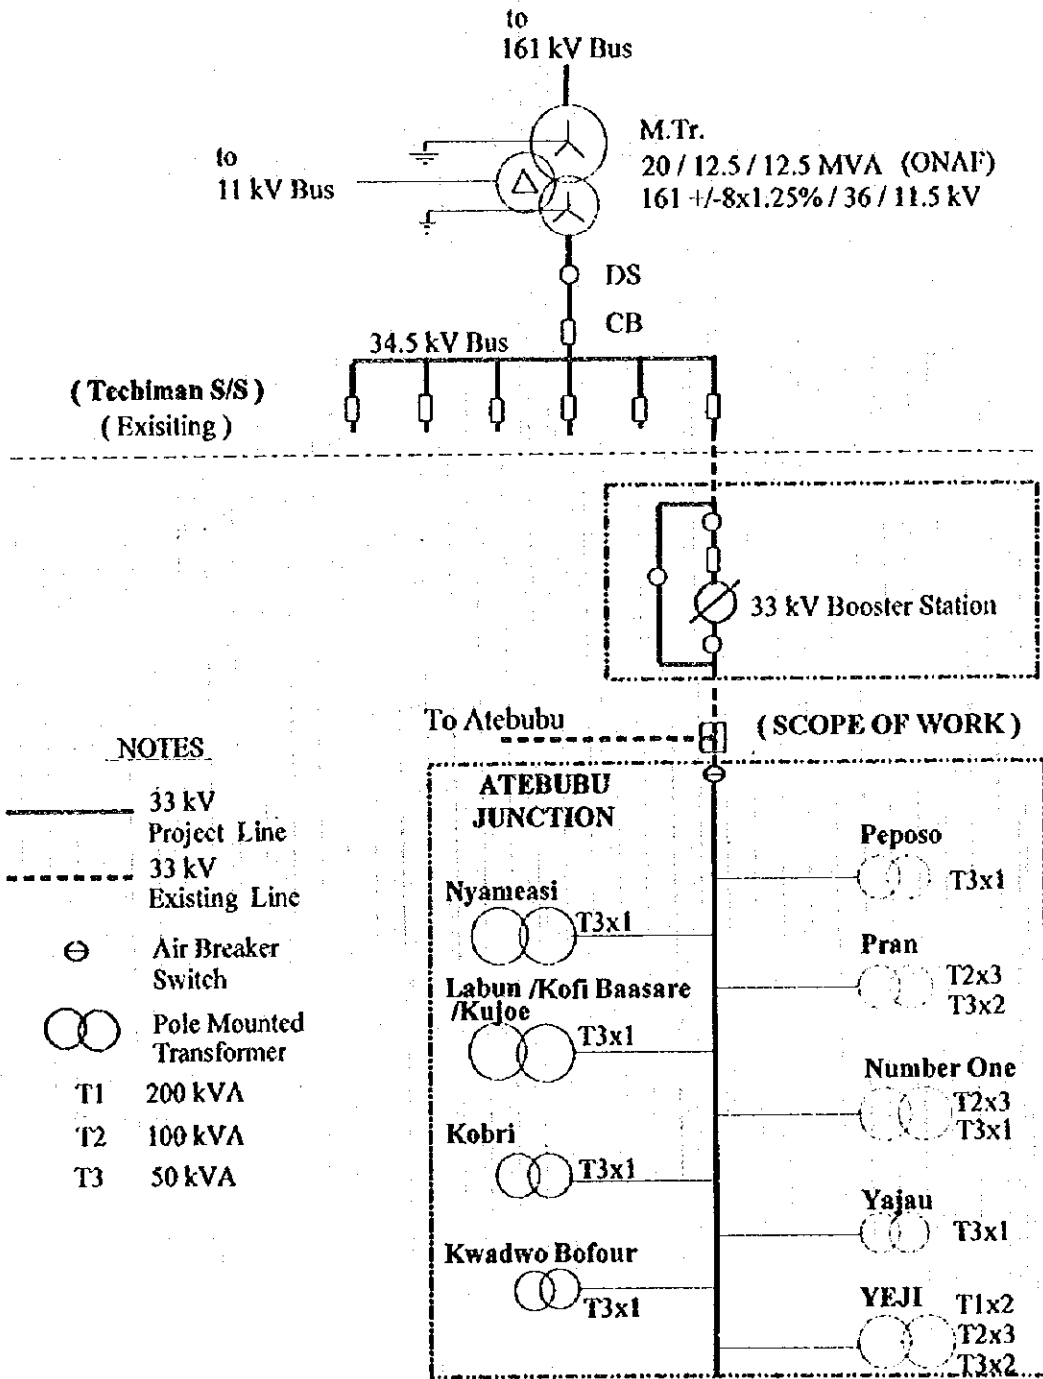 to
161 kV Bus
M.Tr.
20 / 12.5 / 12.5 MVA (ONAF)
161 +/-8x1.25% / 36 / 11.5 kV
to
11 kV Bus
DS
CB
34.5 kV Bus
( Techiman S/S )
( Exisiting )
33 kV Booster Station
To Atebubu
( SCOPE OF WORK )
NOTES
33 kV
Project Line
33 kV
Existing Line
Air Breaker
Switch
Pole Mounted
Transformer
T1 200 kVA
T2 100 kVA
T3 50 kVA
ATEBUBU
JUNCTION
Nyameasi
T3x1
Labun /Kofi Baasare
/Kujoe
T3x1
Kobri
T3x1
Kwadwo Bofour
T3x1
Peposo
T3x1
Pran
T2x3
T3x2
Number One
T2x3
T3x1
Yajau
T3x1
YEJI
T1x2
T2x3
T3x2